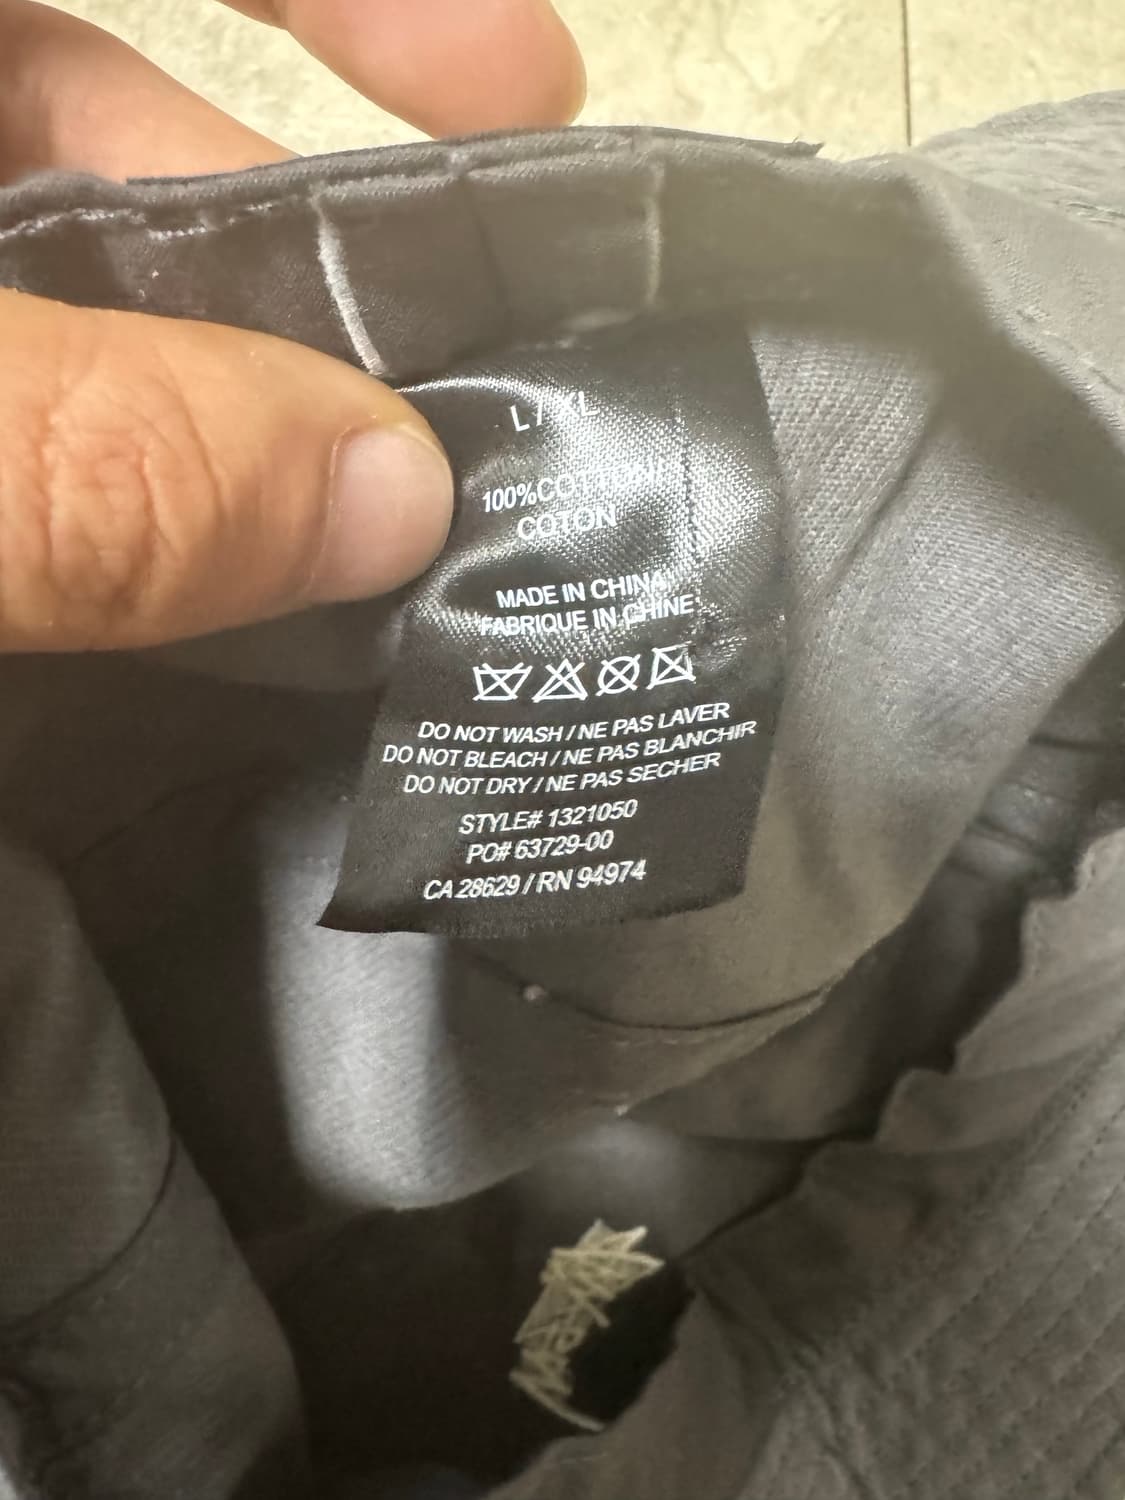 L / XL
100%COTTON/
COTON
MADE IN CHINA/
FABRIQUE IN CHINE
DO NOT WASH / NE PAS LAVER
DO NOT BLEACH / NE PAS BLANCHIR
DO NOT DRY / NE PAS SECHER
STYLE# 1321050
PO# 63729-00
CA 28629 / RN 94974